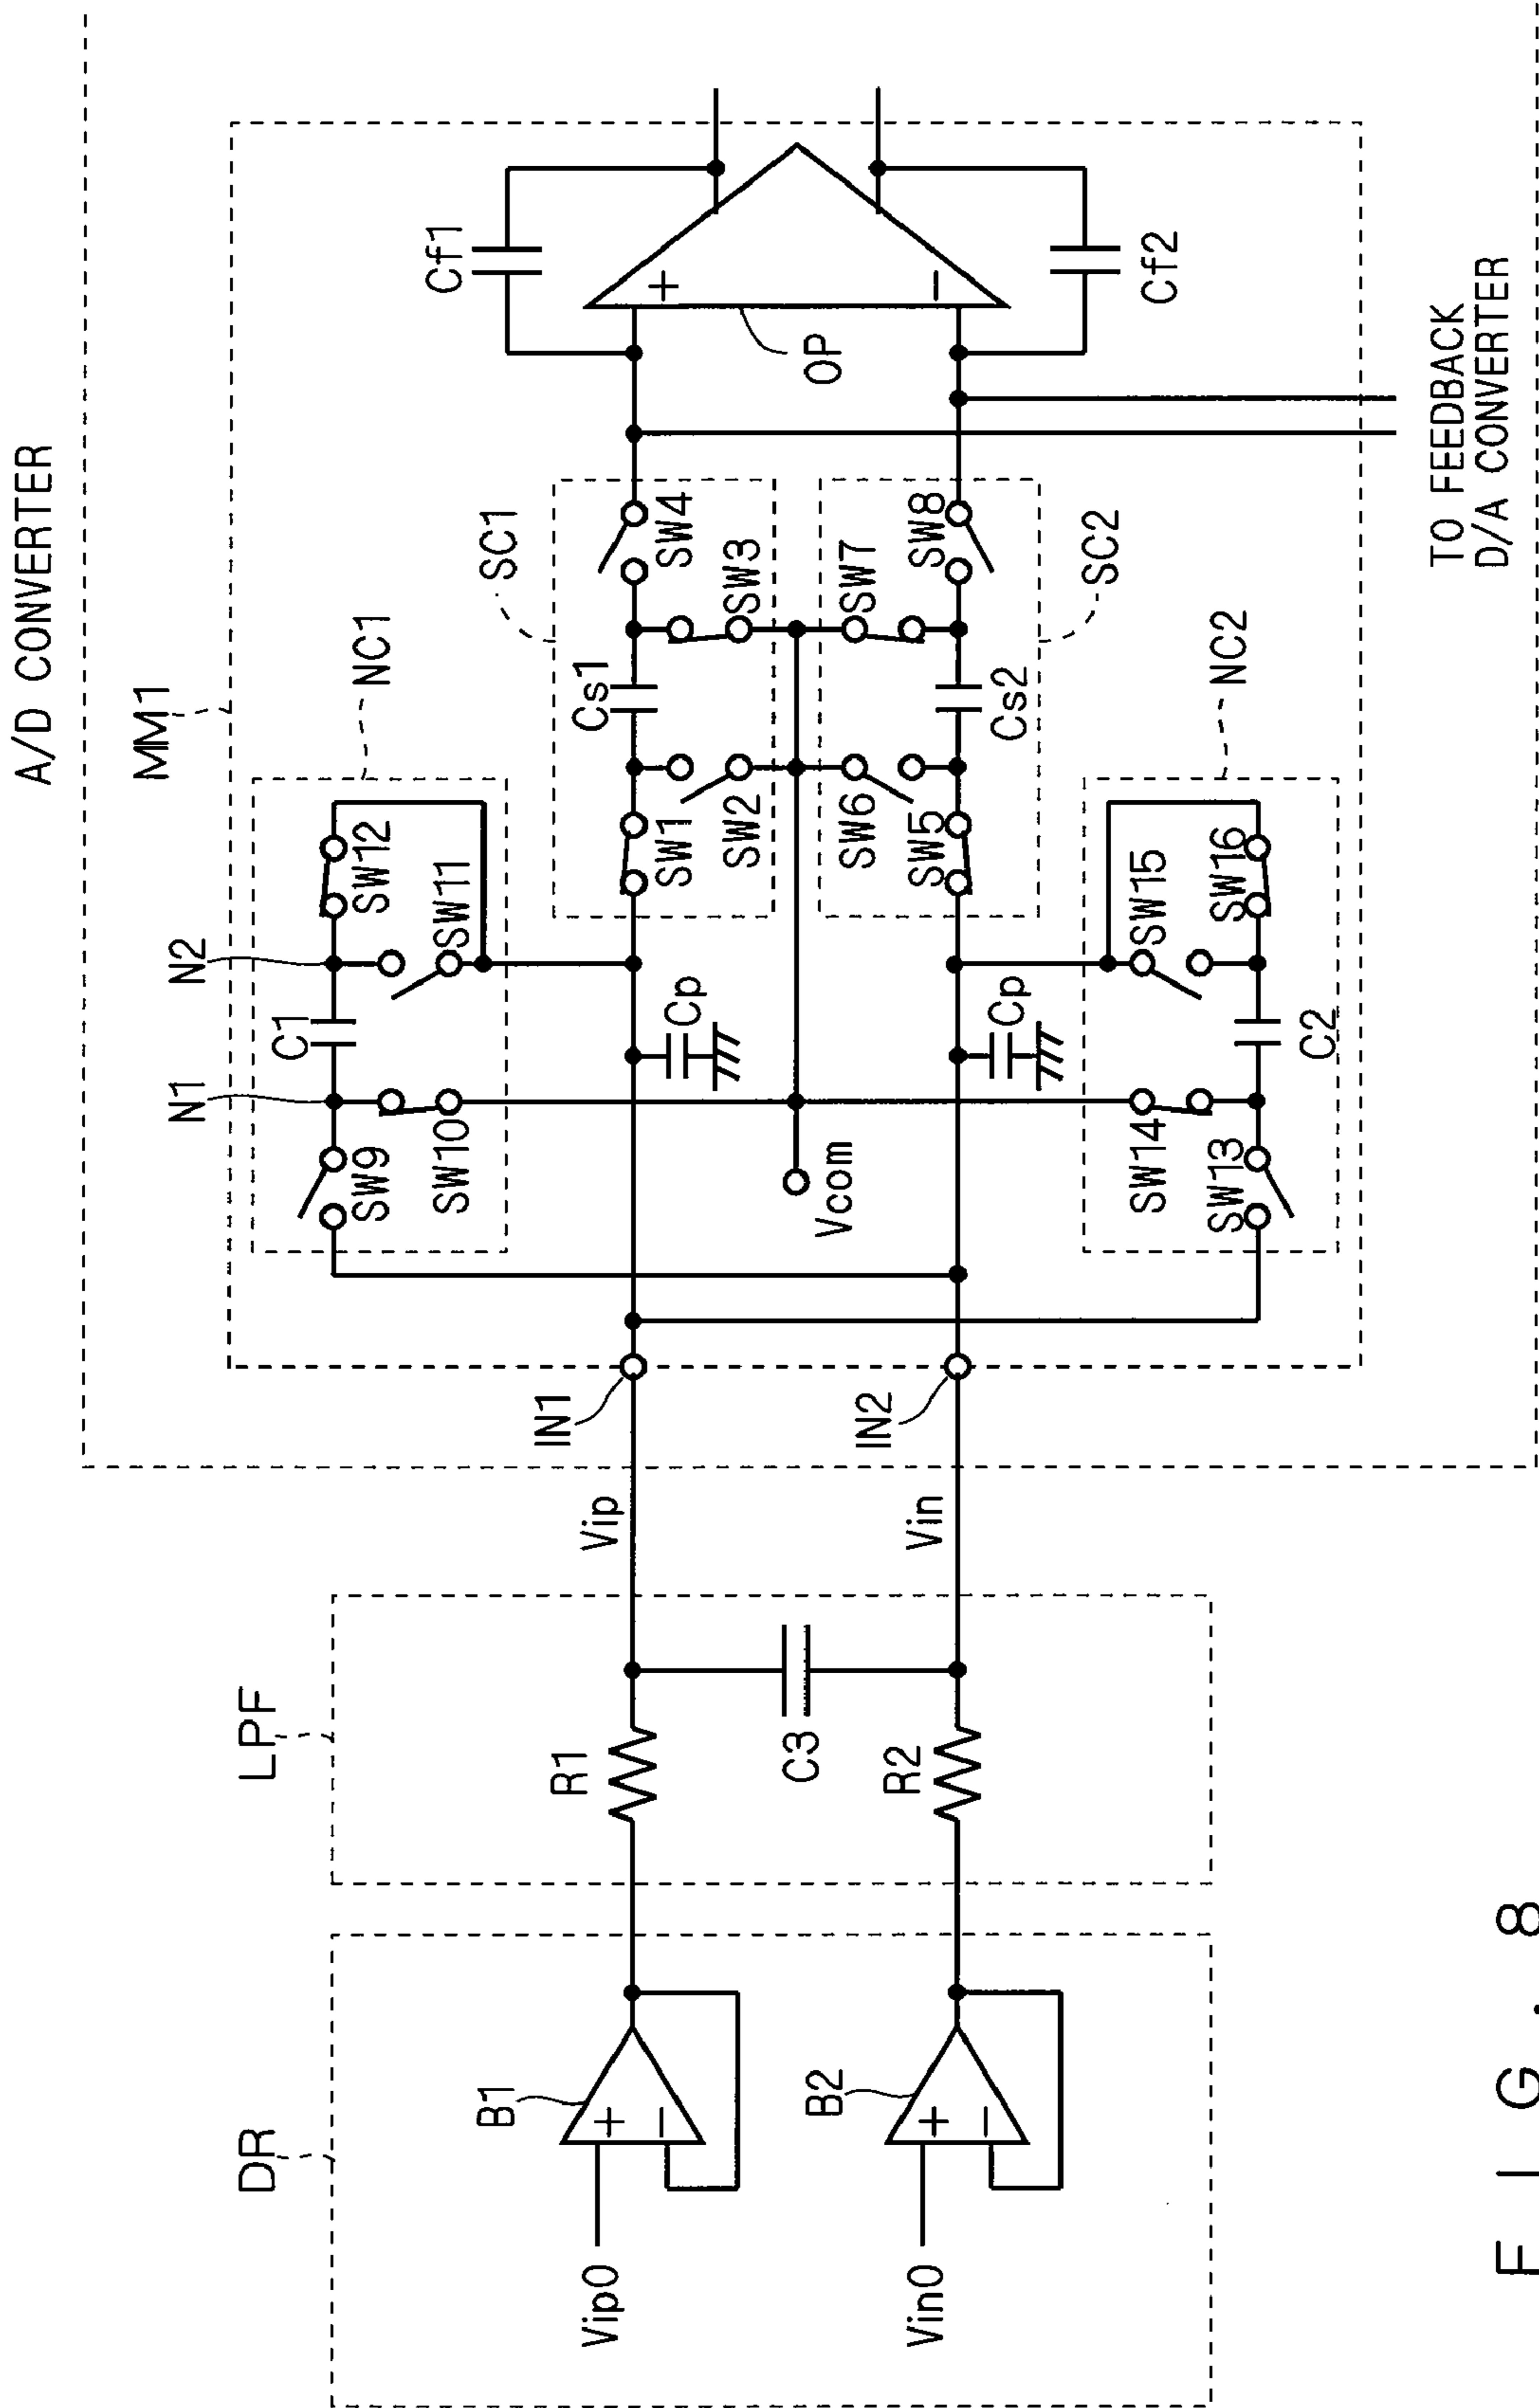 A/D CONVERTER
MM1
NC1
N1
N2
C1
SW9
SW10
SW11
SW12
SC1
Cs1
SW1
SW2
SW3
SW4
Cf1
+
−
OP
Cf2
Cp
Cp
Vcom
SW5
SW6
SW7
SW8
Cs2
SC2
NC2
SW13
SW14
SW15
SW16
C2
TO FEEDBACK
D/A CONVERTER
IN1
IN2
Vip
Vin
LPF
R1
C3
R2
DR
B1
+
−
Vip0
B2
+
−
Vin0
FIG. 8